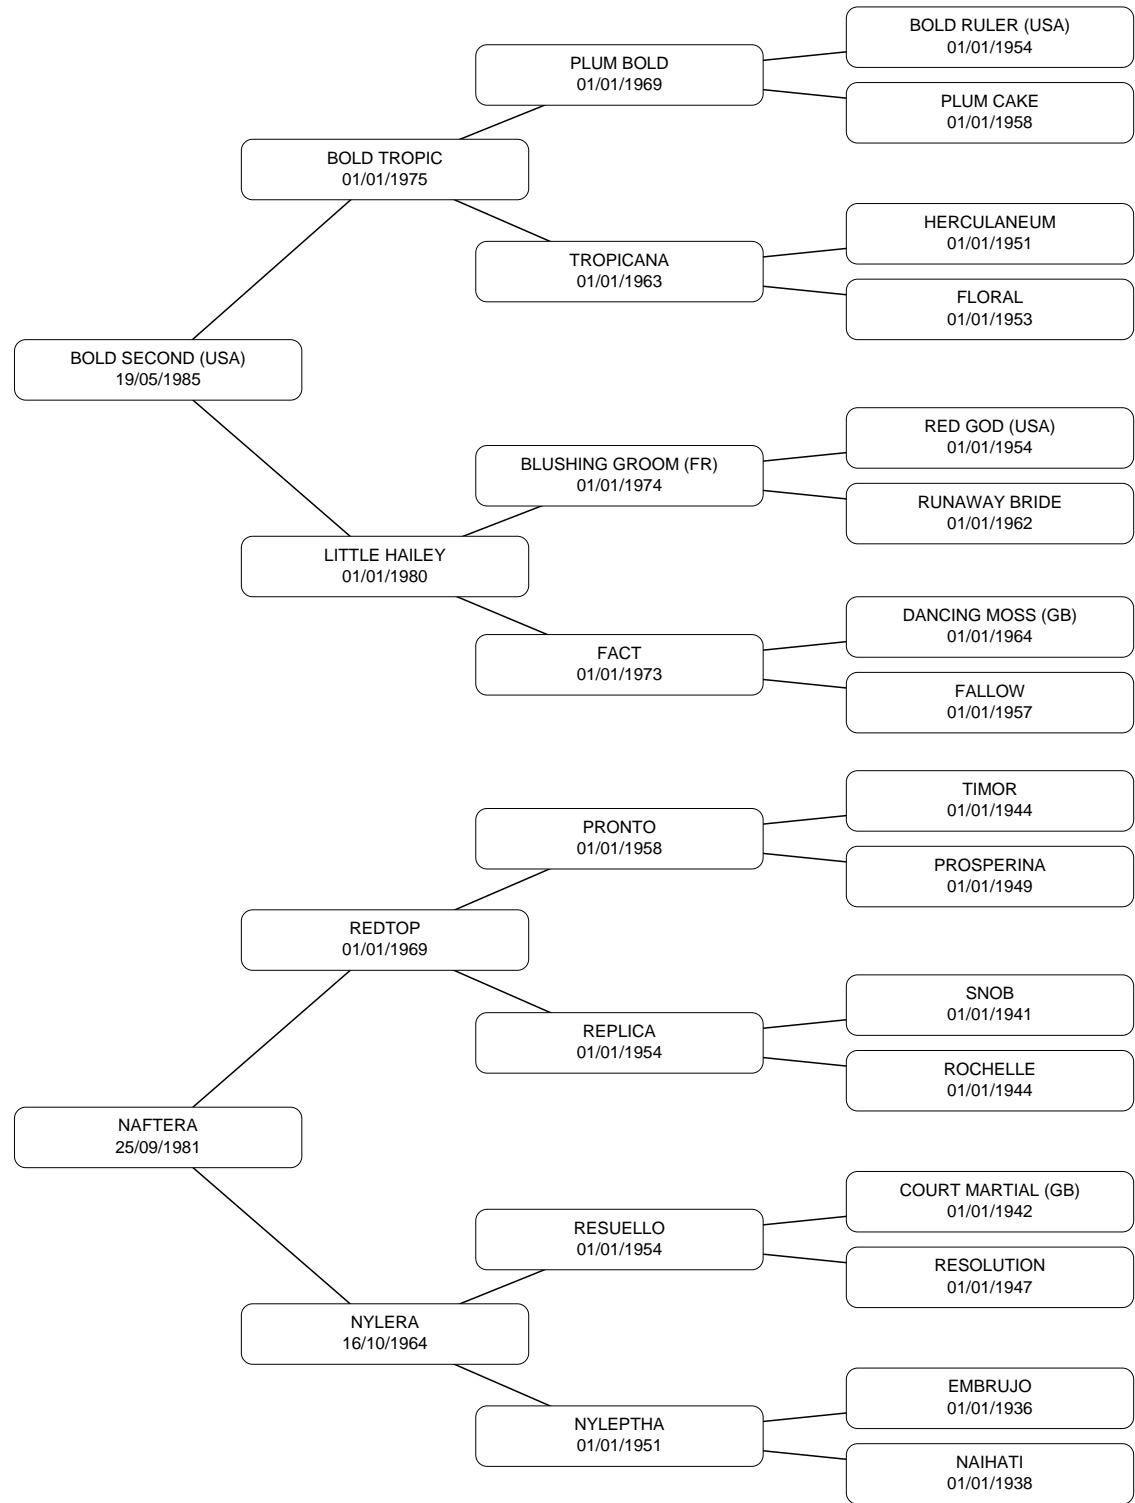 BOLD RULER (USA)
01/01/1954
PLUM BOLD
01/01/1969
PLUM CAKE
01/01/1958
BOLD TROPIC
01/01/1975
HERCULANEUM
01/01/1951
TROPICANA
01/01/1963
FLORAL
01/01/1953
BOLD SECOND (USA)
19/05/1985
RED GOD (USA)
01/01/1954
BLUSHING GROOM (FR)
01/01/1974
RUNAWAY BRIDE
01/01/1962
LITTLE HAILEY
01/01/1980
DANCING MOSS (GB)
01/01/1964
FACT
01/01/1973
FALLOW
01/01/1957
TIMOR
01/01/1944
PRONTO
01/01/1958
PROSPERINA
01/01/1949
REDTOP
01/01/1969
SNOB
01/01/1941
REPLICA
01/01/1954
ROCHELLE
01/01/1944
NAFTERA
25/09/1981
COURT MARTIAL (GB)
01/01/1942
RESUELLO
01/01/1954
RESOLUTION
01/01/1947
NYLERA
16/10/1964
EMBRUJO
01/01/1936
NYLEPTHA
01/01/1951
NAIHATI
01/01/1938